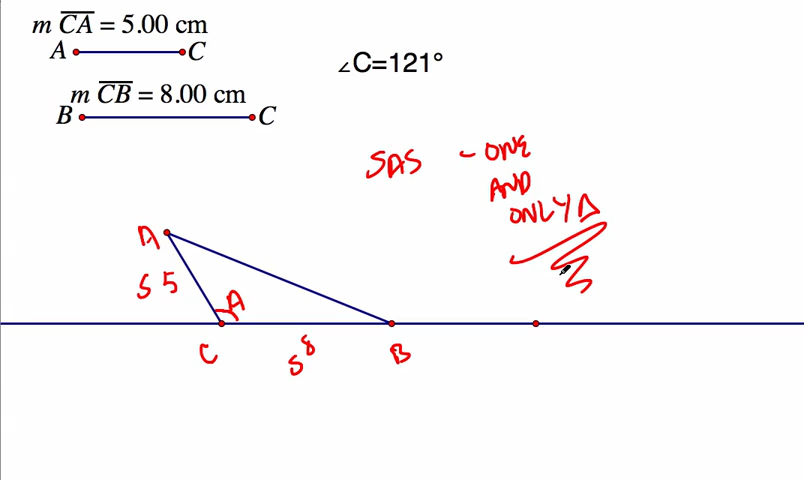 m CA = 5.00 cm
A C
∠C=121°
m CB = 8.00 cm
B C
SAS - ONE
AND
ONLY Δ
A
S 5
A
C
S 8
B